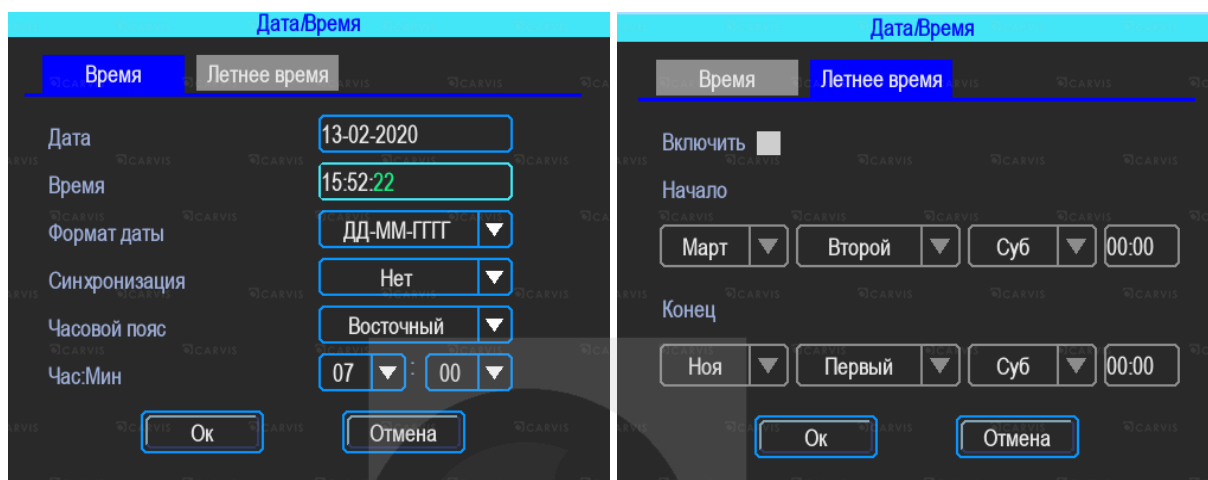 Дата/Время
Время Летнее время
Дата 13-02-2020
Время 15:52:22
Формат даты ДД-ММ-ГГГГ
Синхронизация Нет
Часовой пояс Восточный
Час:Мин 07 : 00
Ок Отмена
Дата/Время
Время Летнее время
Включить
Начало
Март Второй Суб 00:00
Конец
Ноя Первый Суб 00:00
Ок Отмена
CARVIS